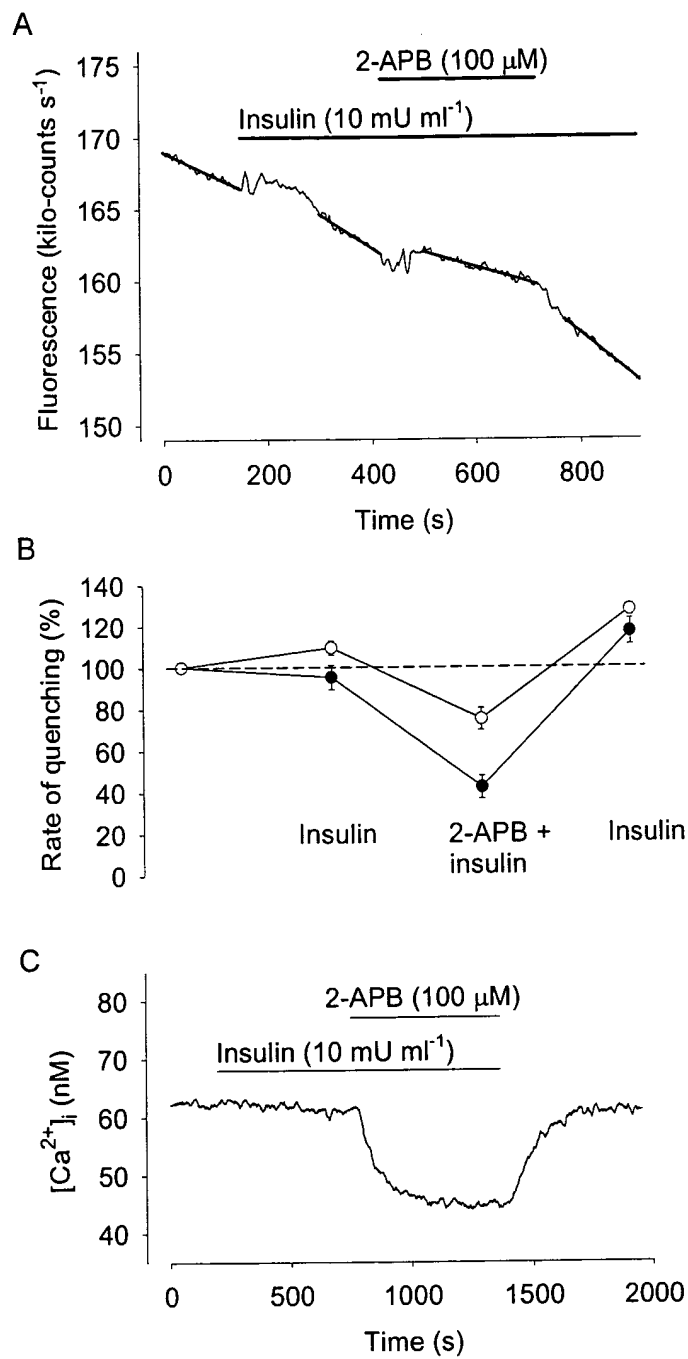 A
2-APB (100 μM)
Insulin (10 mU ml-1)
Fluorescence (kilo-counts s-1)
175
170
165
160
155
150
0 200 400 600 800
Time (s)
B
Rate of quenching (%)
140
120
100
80
60
40
20
0
Insulin
2-APB +
insulin
Insulin
C
2-APB (100 μM)
Insulin (10 mU ml-1)
[Ca2+]i (nM)
80
70
60
50
40
0 500 1000 1500 2000
Time (s)